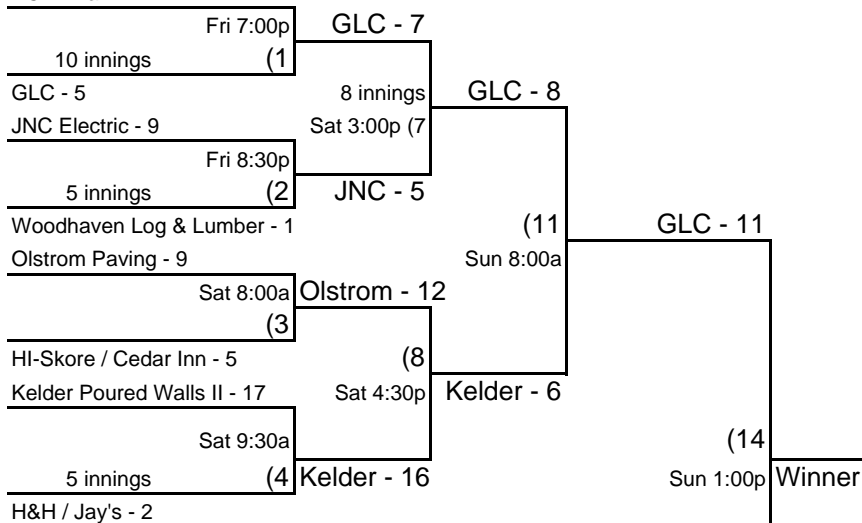 Fri 7:00p
GLC - 7
10 innings
(1
GLC - 5
8 innings
GLC - 8
JNC Electric - 9
Sat 3:00p (7
Fri 8:30p
5 innings
(2
JNC - 5
Woodhaven Log & Lumber - 1
(11
GLC - 11
Olstrom Paving - 9
Sun 8:00a
Sat 8:00a
Olstrom - 12
(3
HI-Skore / Cedar Inn - 5
(8
Kelder Poured Walls II - 17
Sat 4:30p
Kelder - 6
Sat 9:30a
(14
5 innings
(4
Kelder - 16
Sun 1:00p
Winner
H&H / Jay's - 2